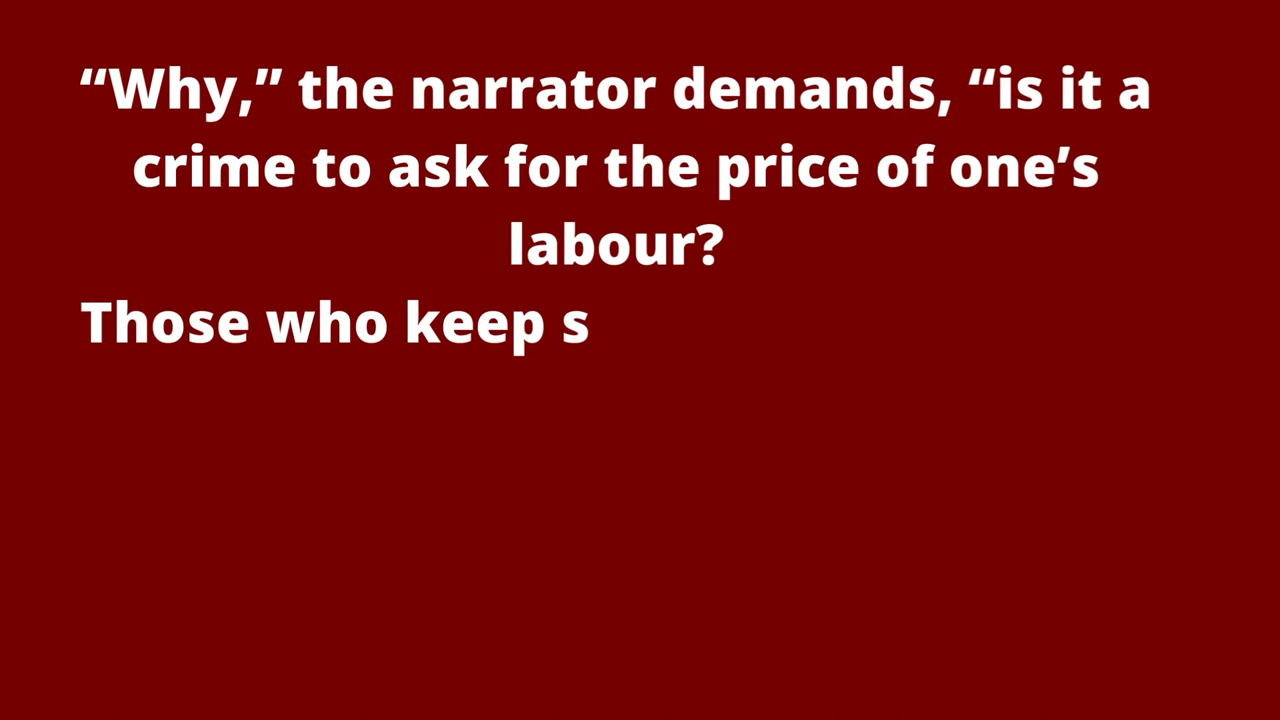 “Why,” the narrator demands, “is it a
crime to ask for the price of one’s
labour?
Those who keep s